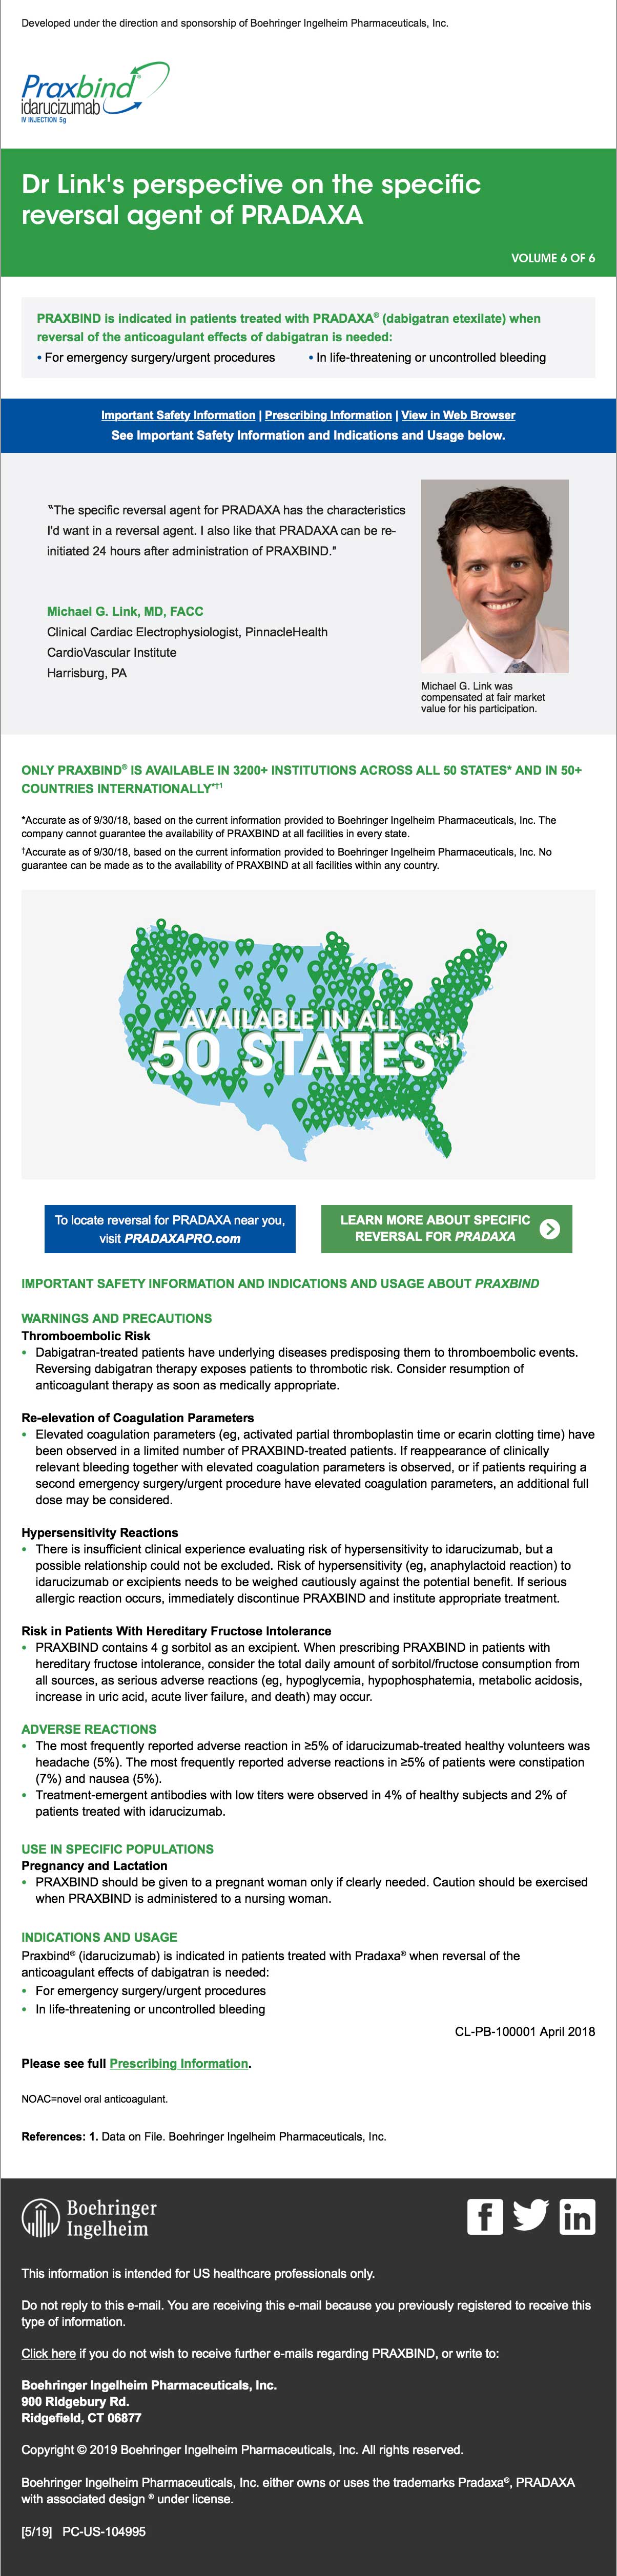 Developed under the direction and sponsorship of Boehringer Ingelheim Pharmaceuticals, Inc.
Praxbind®
idarucizumab
IV INJECTION 5g
Dr Link's perspective on the specific
reversal agent of PRADAXA
VOLUME 6 OF 6
PRAXBIND is indicated in patients treated with PRADAXA® (dabigatran etexilate) when
reversal of the anticoagulant effects of dabigatran is needed:
• For emergency surgery/urgent procedures • In life-threatening or uncontrolled bleeding
Important Safety Information | Prescribing Information | View in Web Browser
See Important Safety Information and Indications and Usage below.
“The specific reversal agent for PRADAXA has the characteristics
I'd want in a reversal agent. I also like that PRADAXA can be re-
initiated 24 hours after administration of PRAXBIND.”
Michael G. Link, MD, FACC
Clinical Cardiac Electrophysiologist, PinnacleHealth
CardioVascular Institute
Harrisburg, PA
Michael G. Link was
compensated at fair market
value for his participation.
ONLY PRAXBIND® IS AVAILABLE IN 3200+ INSTITUTIONS ACROSS ALL 50 STATES* AND IN 50+
COUNTRIES INTERNATIONALLY*†1
*Accurate as of 9/30/18, based on the current information provided to Boehringer Ingelheim Pharmaceuticals, Inc. The
company cannot guarantee the availability of PRAXBIND at all facilities in every state.
†Accurate as of 9/30/18, based on the current information provided to Boehringer Ingelheim Pharmaceuticals, Inc. No
guarantee can be made as to the availability of PRAXBIND at all facilities within any country.
AVAILABLE IN ALL
50 STATES*1
To locate reversal for PRADAXA near you,
visit PRADAXAPRO.com
LEARN MORE ABOUT SPECIFIC
REVERSAL FOR PRADAXA
IMPORTANT SAFETY INFORMATION AND INDICATIONS AND USAGE ABOUT PRAXBIND
WARNINGS AND PRECAUTIONS
Thromboembolic Risk
• Dabigatran-treated patients have underlying diseases predisposing them to thromboembolic events.
Reversing dabigatran therapy exposes patients to thrombotic risk. Consider resumption of
anticoagulant therapy as soon as medically appropriate.
Re-elevation of Coagulation Parameters
• Elevated coagulation parameters (eg, activated partial thromboplastin time or ecarin clotting time) have
been observed in a limited number of PRAXBIND-treated patients. If reappearance of clinically
relevant bleeding together with elevated coagulation parameters is observed, or if patients requiring a
second emergency surgery/urgent procedure have elevated coagulation parameters, an additional full
dose may be considered.
Hypersensitivity Reactions
• There is insufficient clinical experience evaluating risk of hypersensitivity to idarucizumab, but a
possible relationship could not be excluded. Risk of hypersensitivity (eg, anaphylactoid reaction) to
idarucizumab or excipients needs to be weighed cautiously against the potential benefit. If serious
allergic reaction occurs, immediately discontinue PRAXBIND and institute appropriate treatment.
Risk in Patients With Hereditary Fructose Intolerance
• PRAXBIND contains 4 g sorbitol as an excipient. When prescribing PRAXBIND in patients with
hereditary fructose intolerance, consider the total daily amount of sorbitol/fructose consumption from
all sources, as serious adverse reactions (eg, hypoglycemia, hypophosphatemia, metabolic acidosis,
increase in uric acid, acute liver failure, and death) may occur.
ADVERSE REACTIONS
• The most frequently reported adverse reaction in ≥5% of idarucizumab-treated healthy volunteers was
headache (5%). The most frequently reported adverse reactions in ≥5% of patients were constipation
(7%) and nausea (5%).
• Treatment-emergent antibodies with low titers were observed in 4% of healthy subjects and 2% of
patients treated with idarucizumab.
USE IN SPECIFIC POPULATIONS
Pregnancy and Lactation
• PRAXBIND should be given to a pregnant woman only if clearly needed. Caution should be exercised
when PRAXBIND is administered to a nursing woman.
INDICATIONS AND USAGE
Praxbind® (idarucizumab) is indicated in patients treated with Pradaxa® when reversal of the
anticoagulant effects of dabigatran is needed:
• For emergency surgery/urgent procedures
• In life-threatening or uncontrolled bleeding
CL-PB-100001 April 2018
Please see full Prescribing Information.
NOAC=novel oral anticoagulant.
References: 1. Data on File. Boehringer Ingelheim Pharmaceuticals, Inc.
Boehringer
Ingelheim
This information is intended for US healthcare professionals only.
Do not reply to this e-mail. You are receiving this e-mail because you previously registered to receive this
type of information.
Click here if you do not wish to receive further e-mails regarding PRAXBIND, or write to:
Boehringer Ingelheim Pharmaceuticals, Inc.
900 Ridgebury Rd.
Ridgefield, CT 06877
Copyright © 2019 Boehringer Ingelheim Pharmaceuticals, Inc. All rights reserved.
Boehringer Ingelheim Pharmaceuticals, Inc. either owns or uses the trademarks Pradaxa®, PRADAXA
with associated design ® under license.
[5/19] PC-US-104995